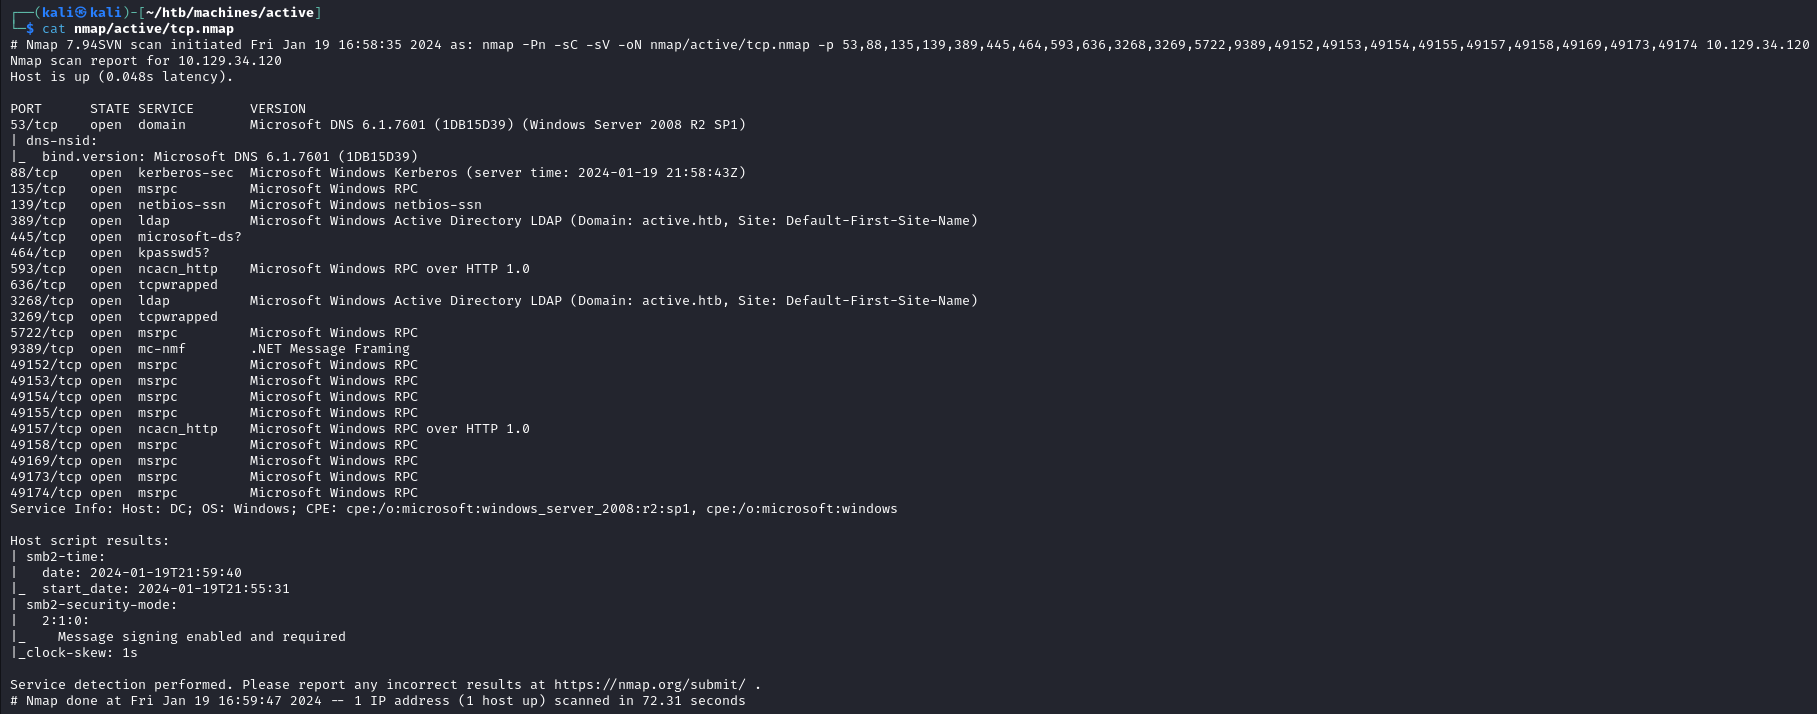 ┌──(kali㉿kali)-[~/htb/machines/active]
└─$ cat nmap/active/tcp.nmap
# Nmap 7.94SVN scan initiated Fri Jan 19 16:58:35 2024 as: nmap -Pn -sC -sV -oN nmap/active/tcp.nmap -p 53,88,135,139,389,445,464,593,636,3268,3269,5722,9389,49152,49153,49154,49155,49157,49158,49169,49173,49174 10.129.34.120
Nmap scan report for 10.129.34.120
Host is up (0.048s latency).

PORT      STATE SERVICE       VERSION
53/tcp    open  domain        Microsoft DNS 6.1.7601 (1DB15D39) (Windows Server 2008 R2 SP1)
| dns-nsid:
|_  bind.version: Microsoft DNS 6.1.7601 (1DB15D39)
88/tcp    open  kerberos-sec  Microsoft Windows Kerberos (server time: 2024-01-19 21:58:43Z)
135/tcp   open  msrpc         Microsoft Windows RPC
139/tcp   open  netbios-ssn   Microsoft Windows netbios-ssn
389/tcp   open  ldap          Microsoft Windows Active Directory LDAP (Domain: active.htb, Site: Default-First-Site-Name)
445/tcp   open  microsoft-ds?
464/tcp   open  kpasswd5?
593/tcp   open  ncacn_http    Microsoft Windows RPC over HTTP 1.0
636/tcp   open  tcpwrapped
3268/tcp  open  ldap          Microsoft Windows Active Directory LDAP (Domain: active.htb, Site: Default-First-Site-Name)
3269/tcp  open  tcpwrapped
5722/tcp  open  msrpc         Microsoft Windows RPC
9389/tcp  open  mc-nmf        .NET Message Framing
49152/tcp open  msrpc         Microsoft Windows RPC
49153/tcp open  msrpc         Microsoft Windows RPC
49154/tcp open  msrpc         Microsoft Windows RPC
49155/tcp open  msrpc         Microsoft Windows RPC
49157/tcp open  ncacn_http    Microsoft Windows RPC over HTTP 1.0
49158/tcp open  msrpc         Microsoft Windows RPC
49169/tcp open  msrpc         Microsoft Windows RPC
49173/tcp open  msrpc         Microsoft Windows RPC
49174/tcp open  msrpc         Microsoft Windows RPC
Service Info: Host: DC; OS: Windows; CPE: cpe:/o:microsoft:windows_server_2008:r2:sp1, cpe:/o:microsoft:windows

Host script results:
| smb2-time:
|   date: 2024-01-19T21:59:40
|_  start_date: 2024-01-19T21:55:31
| smb2-security-mode:
|   2:1:0:
|_    Message signing enabled and required
|_clock-skew: 1s

Service detection performed. Please report any incorrect results at https://nmap.org/submit/ .
# Nmap done at Fri Jan 19 16:59:47 2024 -- 1 IP address (1 host up) scanned in 72.31 seconds